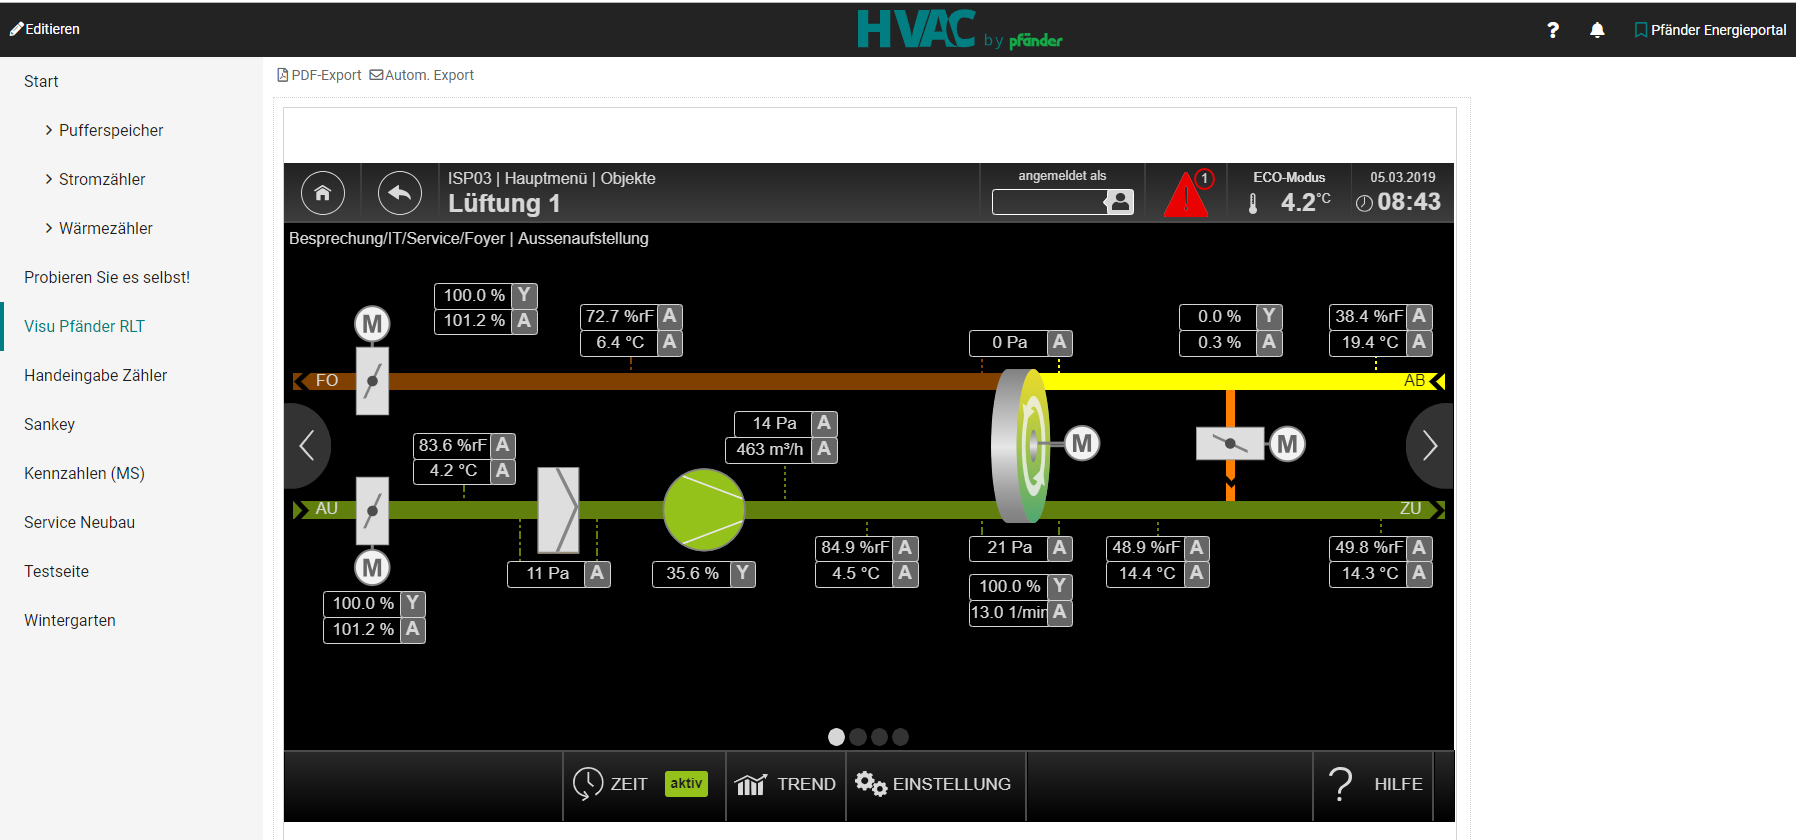 Editieren
HVAC by pfänder
?
Pfänder Energieportal
Start
Pufferspeicher
Stromzähler
Wärmezähler
Probieren Sie es selbst!
Visu Pfänder RLT
Handeingabe Zähler
Sankey
Kennzahlen (MS)
Service Neubau
Testseite
Wintergarten
PDF-Export
Autom. Export
ISP03 | Hauptmenü | Objekte
Lüftung 1
angemeldet als
1
ECO-Modus
4.2°C
05.03.2019
08:43
Besprechung/IT/Service/Foyer | Aussenaufstellung
M
100.0 % Y
101.2 % A
72.7 %rF A
6.4 °C A
0 Pa A
0.0 % Y
0.3 % A
38.4 %rF A
19.4 °C A
FO
AB
83.6 %rF A
4.2 °C A
14 Pa A
463 m³/h A
M
M
AU
ZU
M
11 Pa A
35.6 % Y
84.9 %rF A
4.5 °C A
21 Pa A
100.0 % Y
13.0 1/min A
48.9 %rF A
14.4 °C A
49.8 %rF A
14.3 °C A
100.0 % Y
101.2 % A
ZEIT
aktiv
TREND
EINSTELLUNG
? HILFE